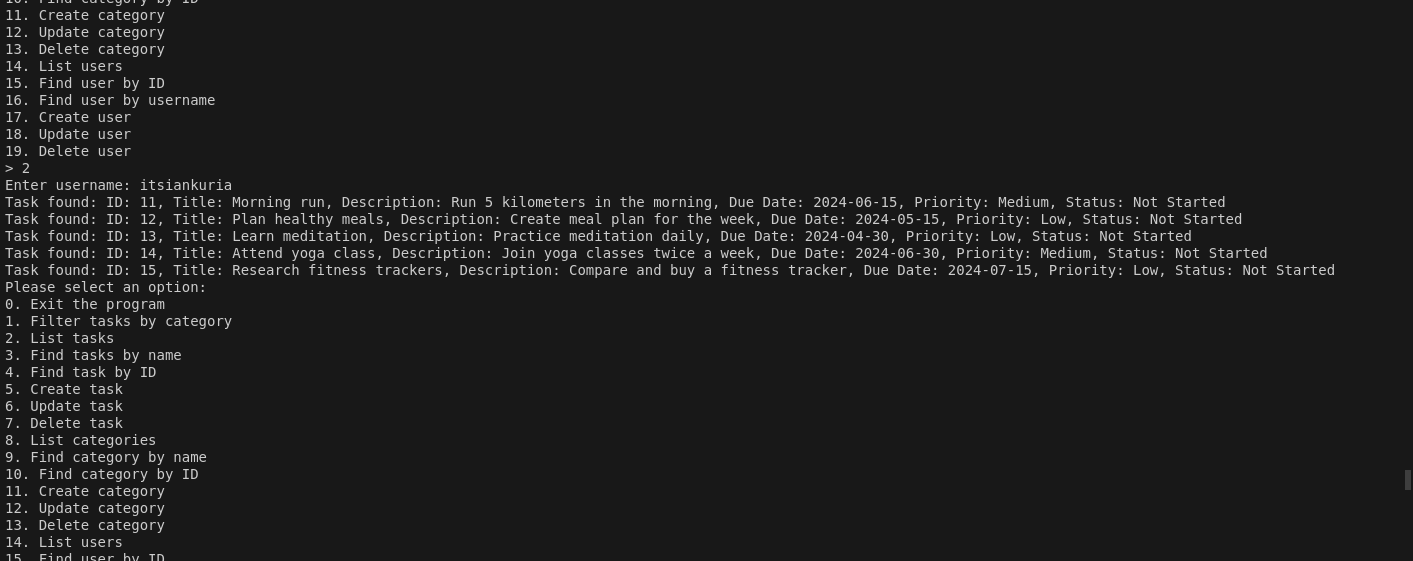 10. Find category by ID
11. Create category
12. Update category
13. Delete category
14. List users
15. Find user by ID
16. Find user by username
17. Create user
18. Update user
19. Delete user
> 2
Enter username: itsiankuria
Task found: ID: 11, Title: Morning run, Description: Run 5 kilometers in the morning, Due Date: 2024-06-15, Priority: Medium, Status: Not Started
Task found: ID: 12, Title: Plan healthy meals, Description: Create meal plan for the week, Due Date: 2024-05-15, Priority: Low, Status: Not Started
Task found: ID: 13, Title: Learn meditation, Description: Practice meditation daily, Due Date: 2024-04-30, Priority: Low, Status: Not Started
Task found: ID: 14, Title: Attend yoga class, Description: Join yoga classes twice a week, Due Date: 2024-06-30, Priority: Medium, Status: Not Started
Task found: ID: 15, Title: Research fitness trackers, Description: Compare and buy a fitness tracker, Due Date: 2024-07-15, Priority: Low, Status: Not Started
Please select an option:
0. Exit the program
1. Filter tasks by category
2. List tasks
3. Find tasks by name
4. Find task by ID
5. Create task
6. Update task
7. Delete task
8. List categories
9. Find category by name
10. Find category by ID
11. Create category
12. Update category
13. Delete category
14. List users
15. Find user by ID